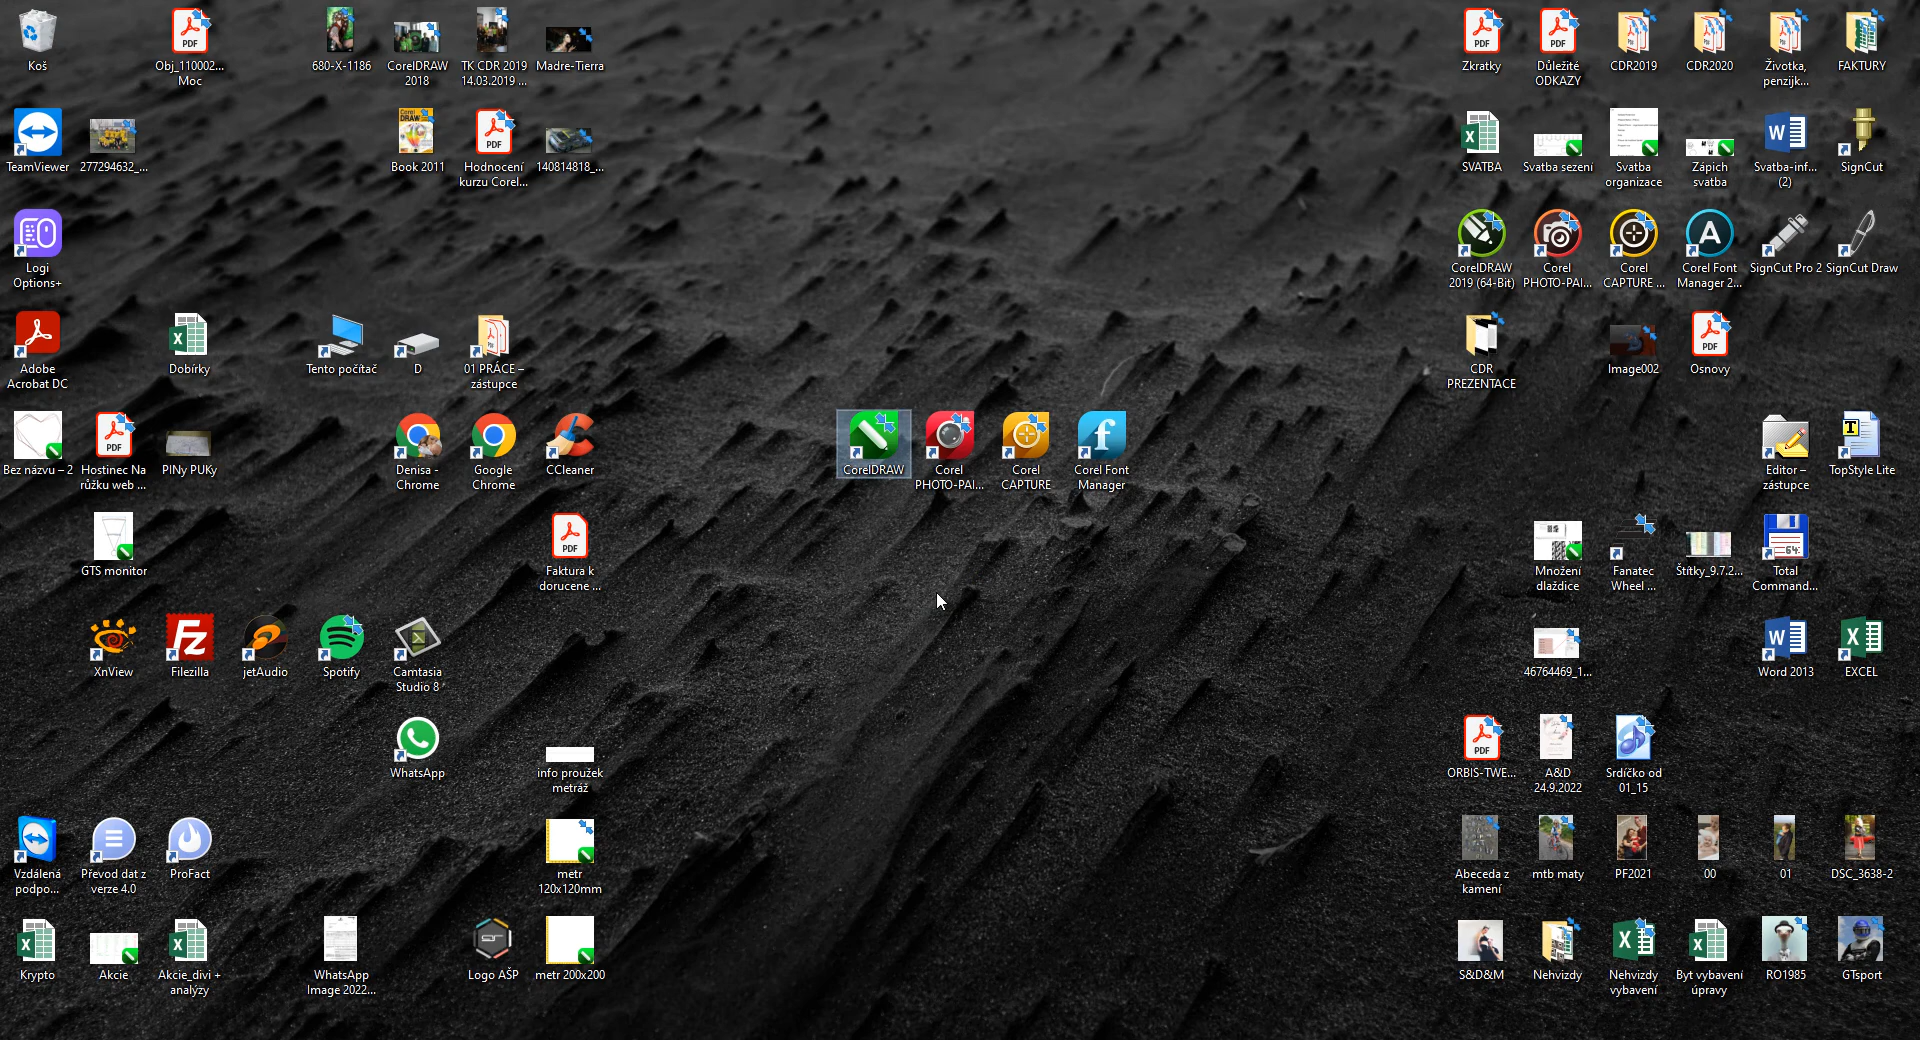 Koš
Obj_110002...
Moc
680-X-1186
CorelDRAW
2018
TK CDR 2019
14.03.2019 ...
Madre-Tierra
Zkratky
Důležité
ODKAZY
CDR2019
CDR2020
Životka,
penzijk...
FAKTURY
TeamViewer
277294632_...
Book 2011
Hodnocení
kurzu Corel...
140814818_...
SVATBA
Svatba sezení
Svatba
organizace
Zápich
svatba
Svatba-inf...
(2)
SignCut
Logi
Options+
CorelDRAW
2019 (64-Bit)
Corel
PHOTO-PAI...
Corel
CAPTURE ...
Corel Font
Manager 2...
SignCut Pro 2
SignCut Draw
Adobe
Acrobat DC
Dobírky
Tento počítač
D
01 PRÁCE –
zástupce
CDR
PREZENTACE
Image002
Osnovy
Bez názvu – 2
Hostinec Na
růžku web ...
PINy PUKy
Denisa -
Chrome
Google
Chrome
CCleaner
CorelDRAW
Corel
PHOTO-PAI...
Corel
CAPTURE
Corel Font
Manager
Editor –
zástupce
TopStyle Lite
GTS monitor
Faktura k
dorucene ...
Množení
dlaždice
Fanatec
Wheel ...
Štítky_9.7.2...
Total
Command...
XnView
Filezilla
jetAudio
Spotify
Camtasia
Studio 8
46764469_1...
Word 2013
EXCEL
WhatsApp
info proužek
metráž
ORBIS-TWE...
A&D
24.9.2022
Srdíčko od
01_15
Vzdálená
podpo...
Převod dat z
verze 4.0
ProFact
metr
120x120mm
Abeceda z
kamení
mtb maty
PF2021
00
01
DSC_3638-2
Krypto
Akcie
Akcie_divi +
analýzy
WhatsApp
Image 2022...
Logo AŠP
metr 200x200
S&D&M
Nehvizdy
Nehvizdy
vybavení
Byt vybavení
úpravy
RO1985
GTsport